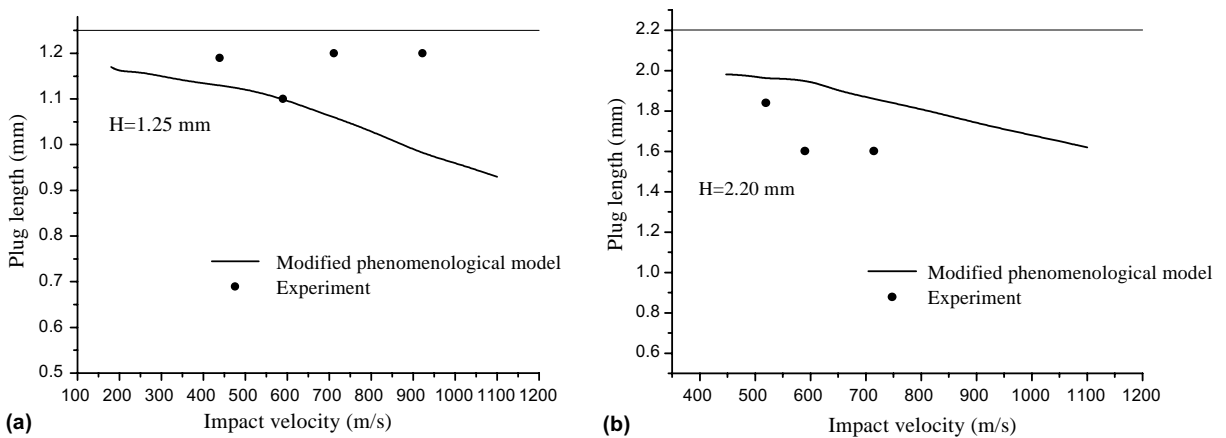 1.2
1.1
1.0
0.9
0.8
0.7
0.6
0.5
Plug length (mm)
H=1.25 mm
Modified phenomenological model
Experiment
100 200 300 400 500 600 700 800 900 1000 1100 1200
Impact velocity (m/s)
(a)
2.2
2.0
1.8
1.6
1.4
1.2
1.0
0.8
0.6
Plug length (mm)
H=2.20 mm
Modified phenomenological model
Experiment
400 500 600 700 800 900 1000 1100 1200
Impact velocity (m/s)
(b)